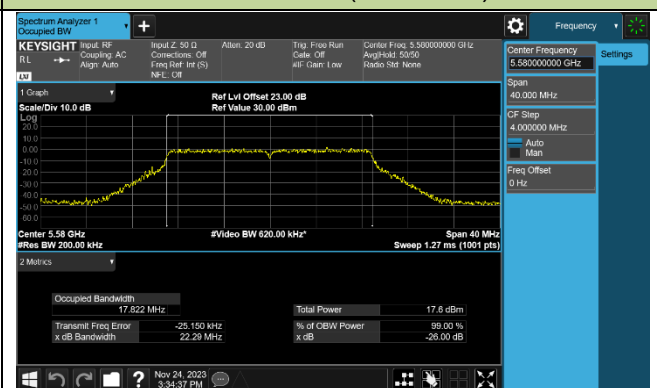 Spectrum Analyzer 1
Occupied BW
Frequency
KEYSIGHT
RL
Input: RF
Coupling: AC
Align: Auto
Input Z: 50 Ω
Corrections: Off
Freq Ref: Int (S)
NFE: Off
Atten: 20 dB
Trig: Free Run
Gate: Off
#IF Gain: Low
Center Freq: 5.580000000 GHz
Avg|Hold: 50/50
Radio Std: None
LXI
1 Graph
Scale/Div 10.0 dB
Ref Lvl Offset 23.00 dB
Ref Value 30.00 dBm
Log
20.0
10.0
0.00
-10.0
-20.0
-30.0
-40.0
-50.0
-60.0
Center 5.58 GHz
#Res BW 200.00 kHz
#Video BW 620.00 kHz*
Span 40 MHz
Sweep 1.27 ms (1001 pts)
2 Metrics
Occupied Bandwidth
17.822 MHz
Total Power
17.6 dBm
Transmit Freq Error
-25.150 kHz
% of OBW Power
99.00 %
x dB Bandwidth
22.29 MHz
x dB
-26.00 dB
Nov 24, 2023
3:34:37 PM
Center Frequency
5.580000000 GHz
Settings
Span
40.000 MHz
CF Step
4.000000 MHz
Auto
Man
Freq Offset
0 Hz